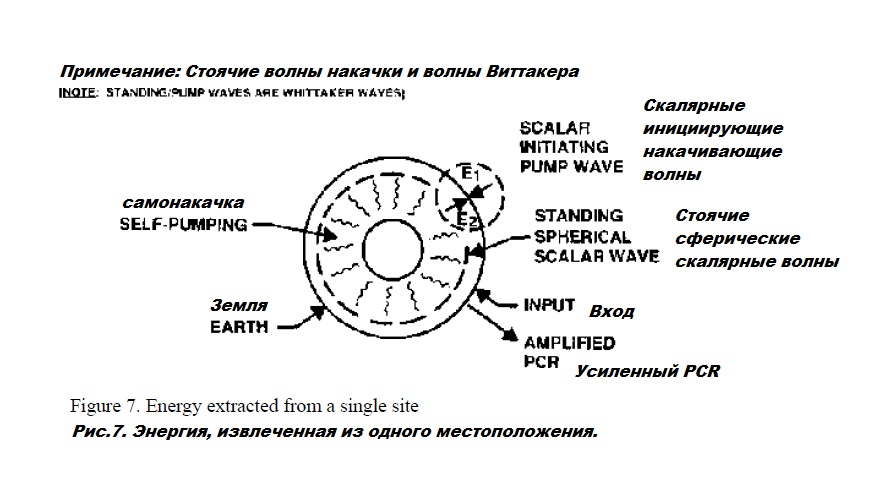 Примечание: Стоячие волны накачки и волны Виттакера
[NOTE: STANDING/PUMP WAVES ARE WHITTAKER WAVES]
Скалярные
инициирующие
накачивающие
волны
SCALAR
INITIATING
PUMP WAVE
E1
E2
самонакачка
SELF-PUMPING
STANDING
SPHERICAL
SCALAR WAVE
Стоячие
сферические
скалярные волны
Земля
EARTH
INPUT
Вход
AMPLIFIED
PCR
Усиленный PCR
Figure 7. Energy extracted from a single site
Рис.7. Энергия, извлеченная из одного местоположения.